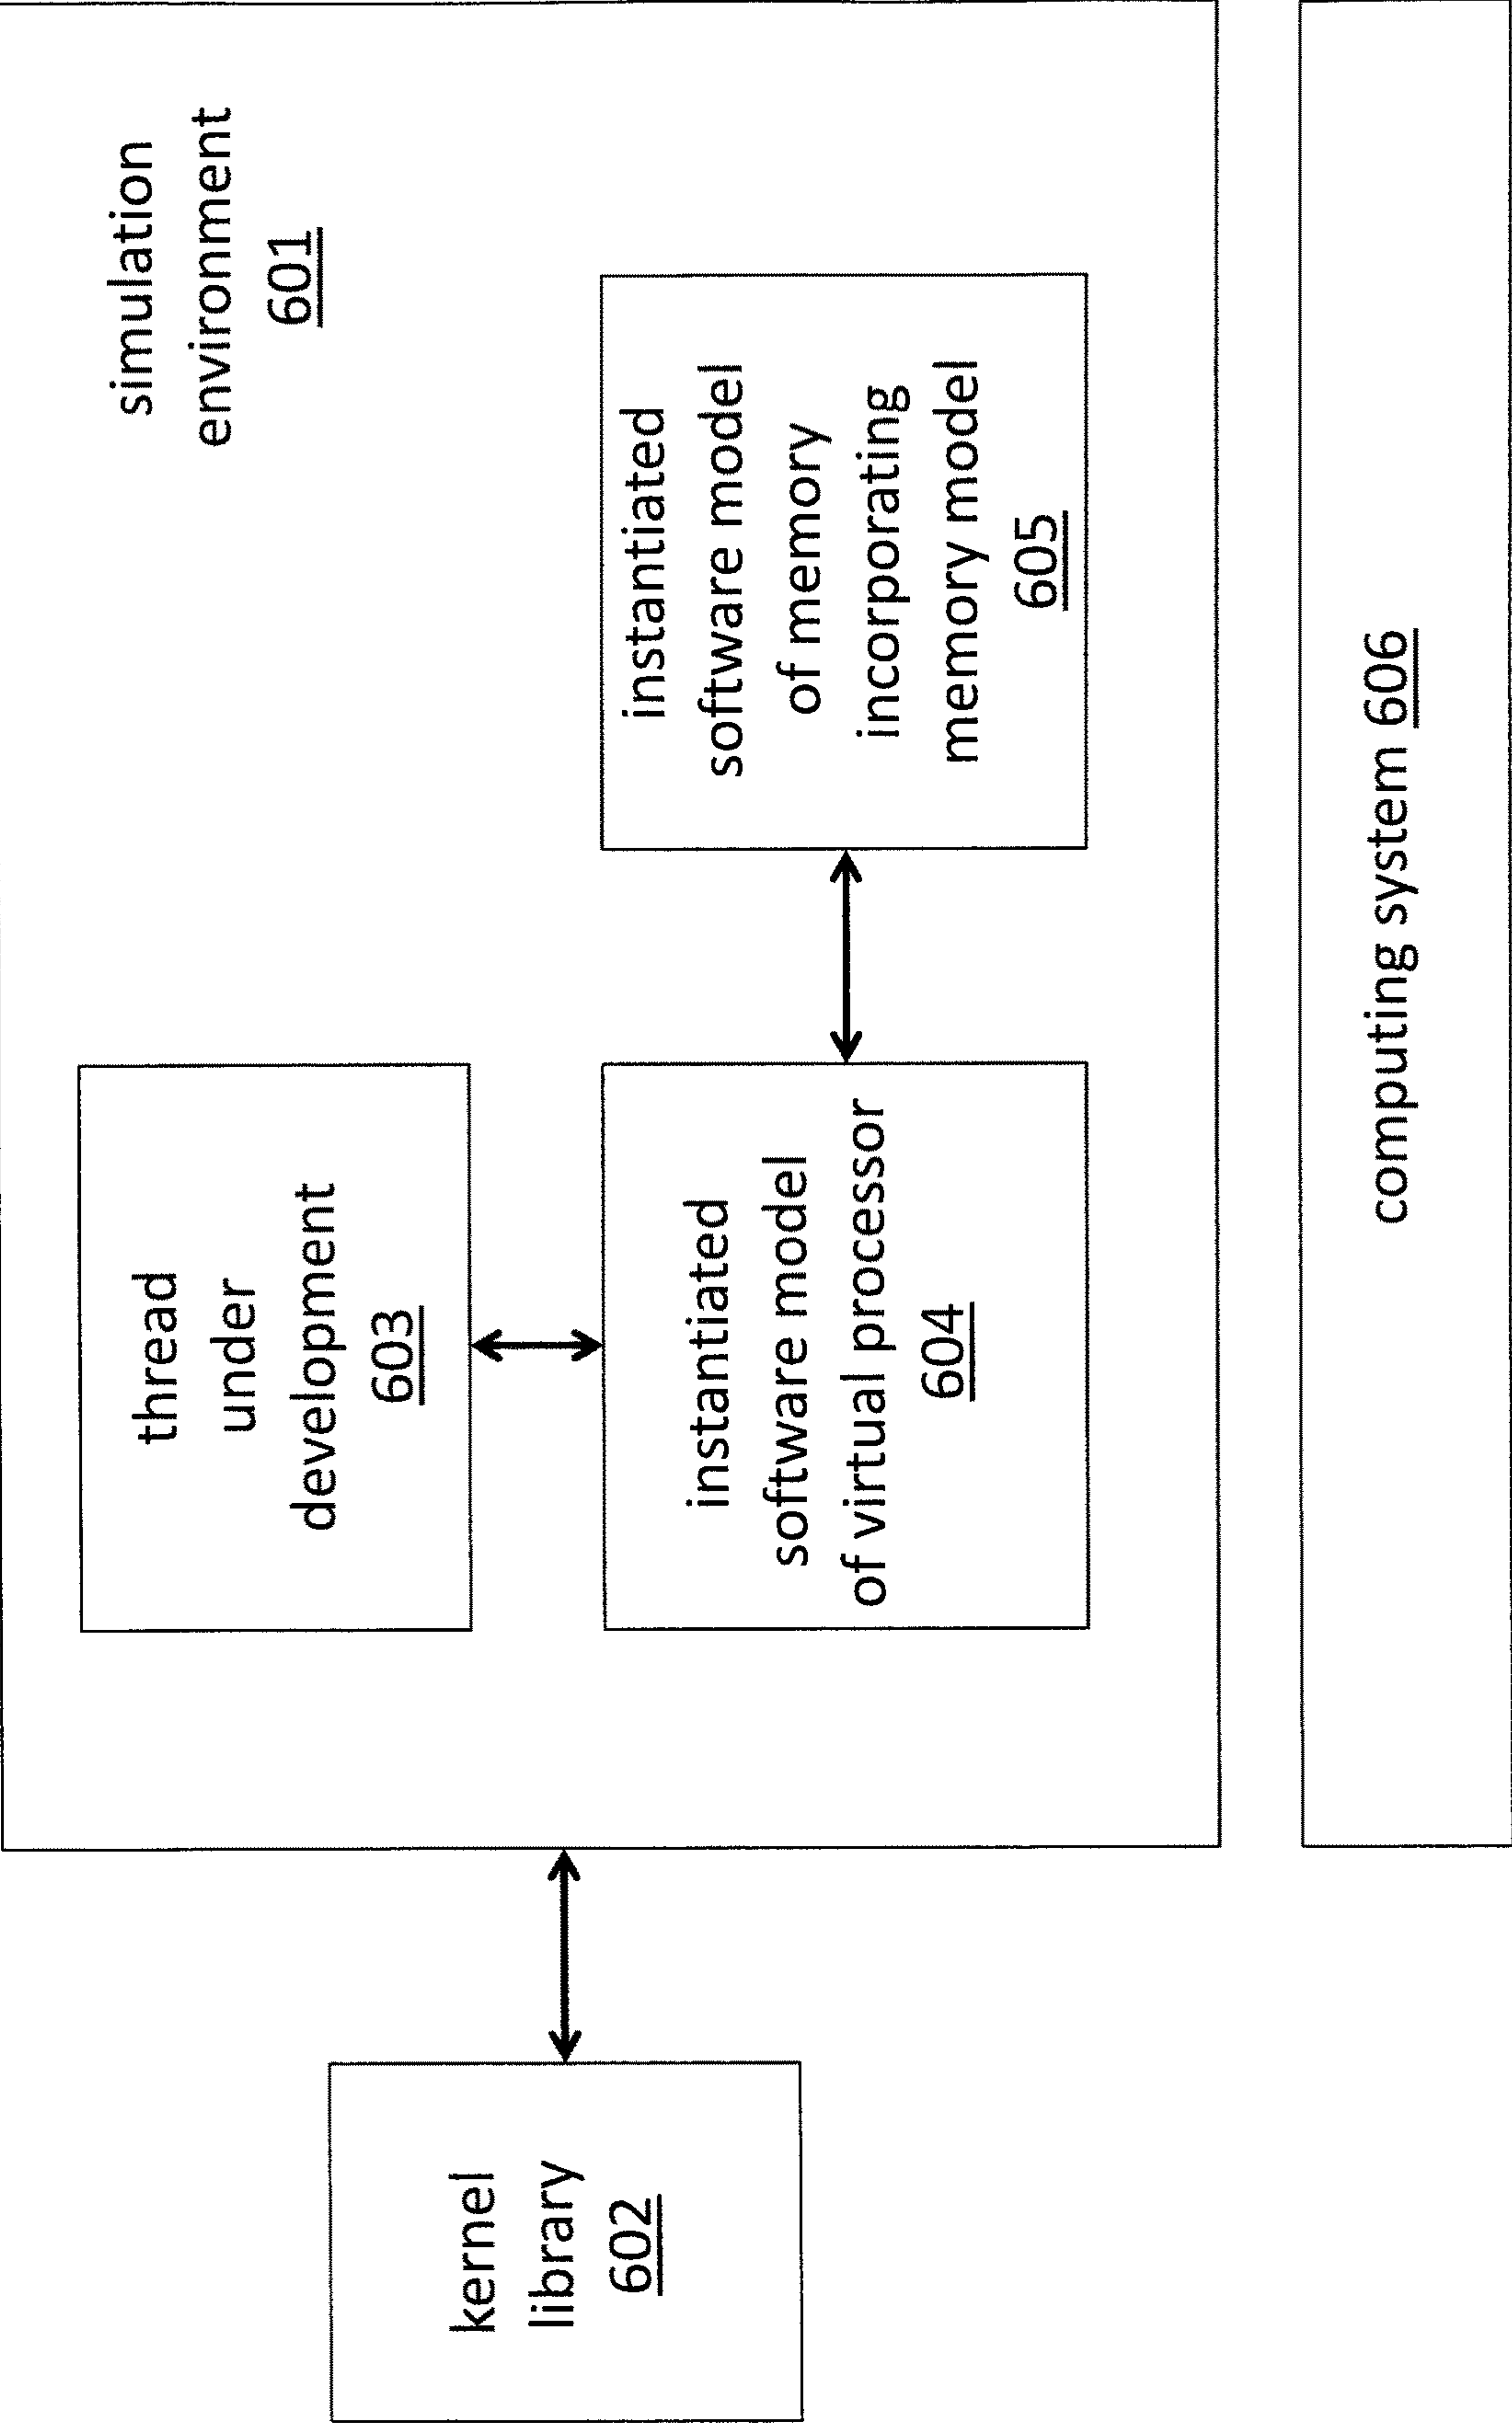 simulation
environment
601
kernel
library
602
thread
under
development
603
instantiated
software model
of virtual processor
604
instantiated
software model
of memory
incorporating
memory model
605
computing system 606